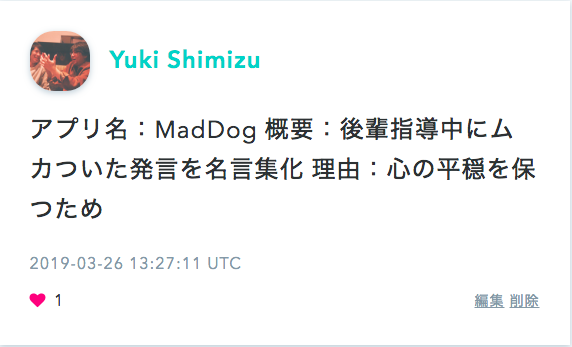 Yuki Shimizu
アプリ名：MadDog 概要：後輩指導中にム
カついた発言を名言集化 理由：心の平穏を保
つため
2019-03-26 13:27:11 UTC
1
編集 削除